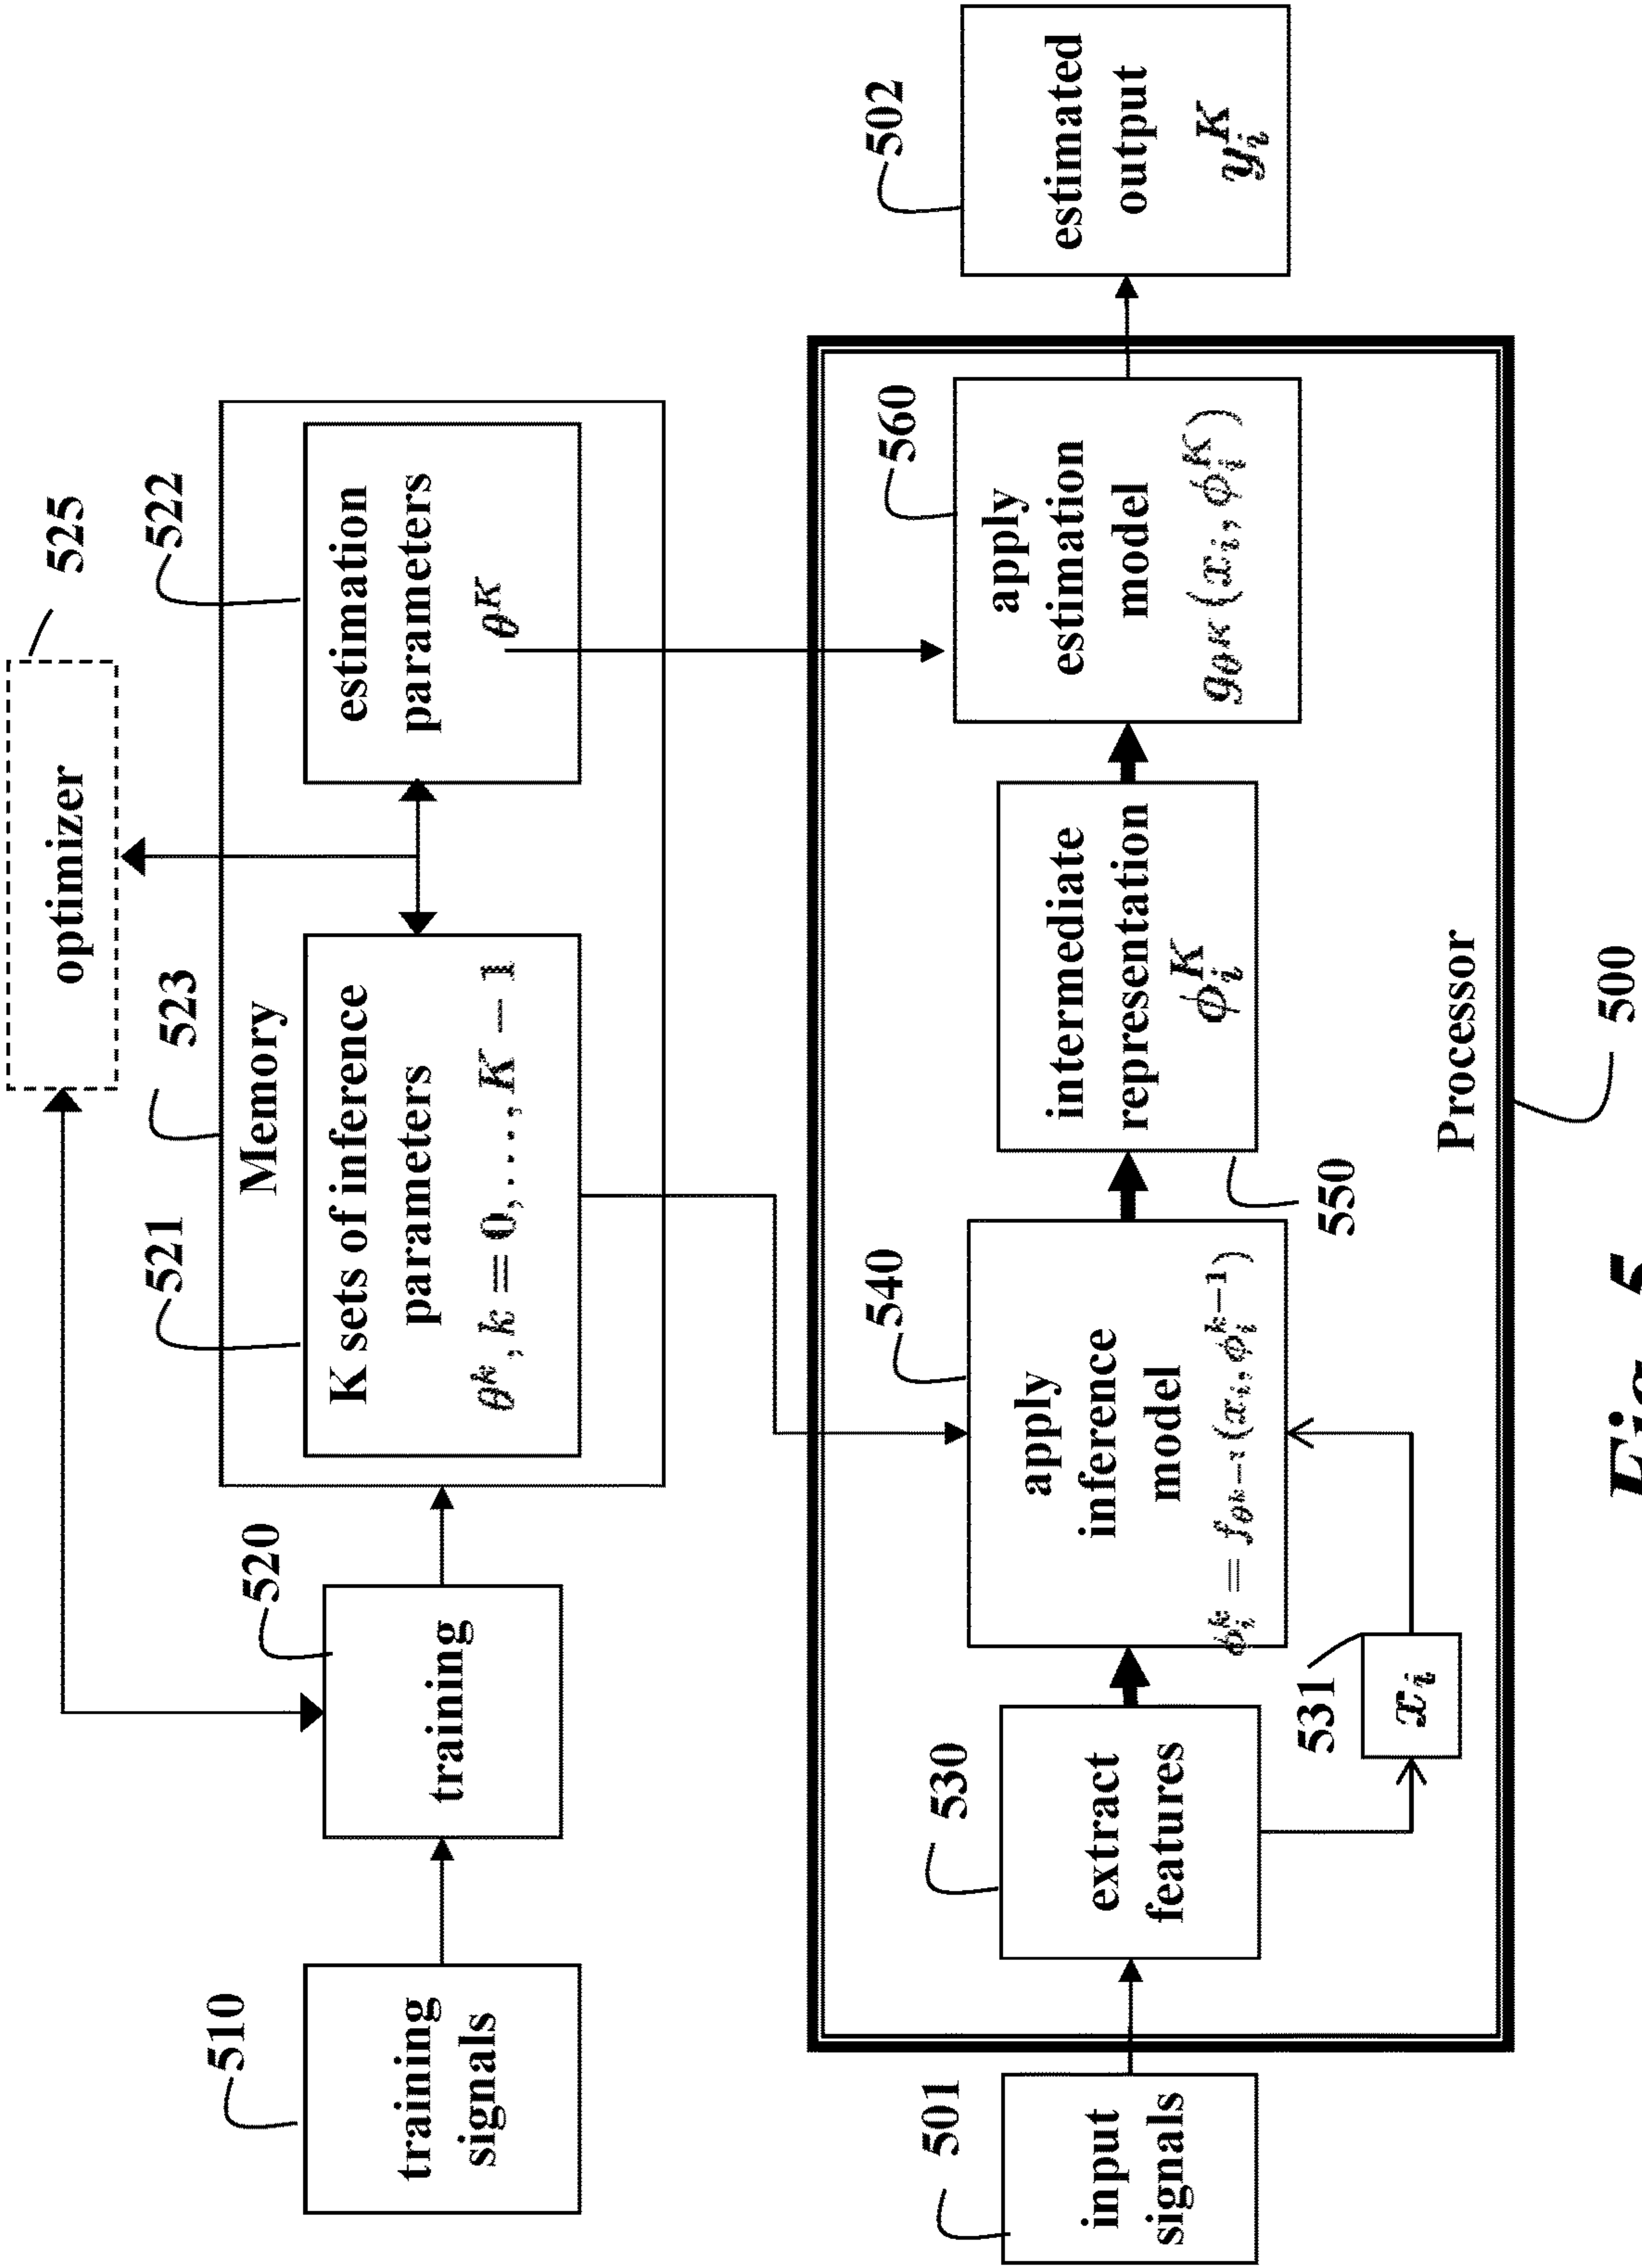 525
optimizer
523
Memory
521
K sets of inference
parameters
θ^k, k = 0, . . . , K − 1
522
estimation
parameters
θ^K
520
training
510
training
signals
501
input
signals
530
extract
features
531
x_i
540
apply
inference
model
ϕ_i^k = f_{θ^{k−1}}(x_i, ϕ_i^{k−1})
550
intermediate
representation
ϕ_i^K
560
apply
estimation
model
g_{θ^K}(x_i, ϕ_i^K)
502
estimated
output
y_i^K
Processor
500
Fig. 5